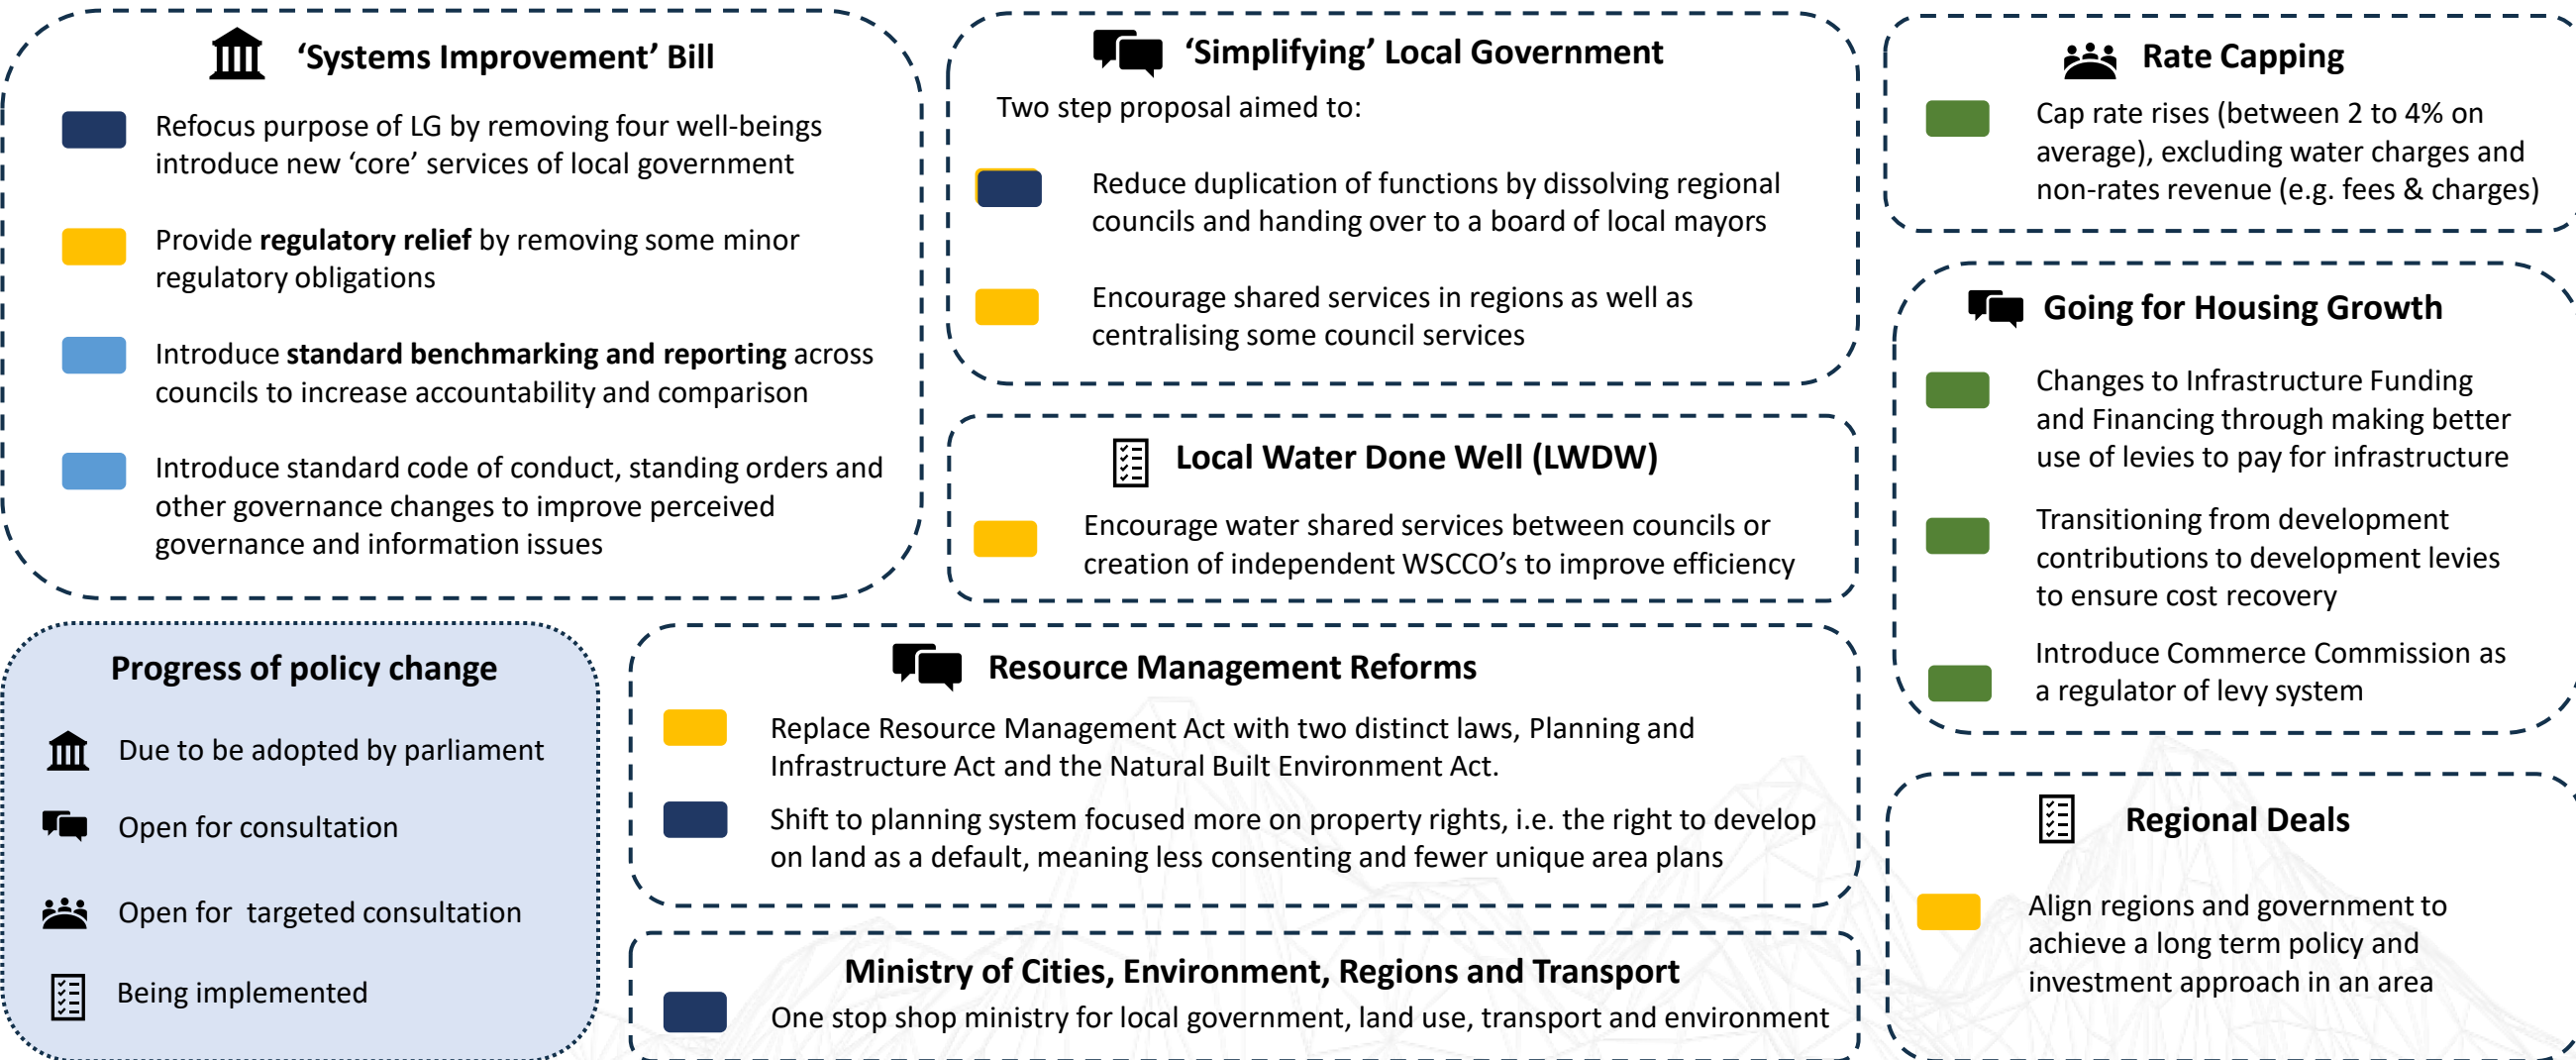 ‘Systems Improvement’ Bill
Refocus purpose of LG by removing four well-beings
introduce new ‘core’ services of local government
Provide regulatory relief by removing some minor
regulatory obligations
Introduce standard benchmarking and reporting across
councils to increase accountability and comparison
Introduce standard code of conduct, standing orders and
other governance changes to improve perceived
governance and information issues
‘Simplifying’ Local Government
Two step proposal aimed to:
Reduce duplication of functions by dissolving regional
councils and handing over to a board of local mayors
Encourage shared services in regions as well as
centralising some council services
Local Water Done Well (LWDW)
Encourage water shared services between councils or
creation of independent WSCCO’s to improve efficiency
Rate Capping
Cap rate rises (between 2 to 4% on
average), excluding water charges and
non-rates revenue (e.g. fees & charges)
Going for Housing Growth
Changes to Infrastructure Funding
and Financing through making better
use of levies to pay for infrastructure
Transitioning from development
contributions to development levies
to ensure cost recovery
Introduce Commerce Commission as
a regulator of levy system
Progress of policy change
Due to be adopted by parliament
Open for consultation
Open for  targeted consultation
Being implemented
Resource Management Reforms
Replace Resource Management Act with two distinct laws, Planning and
Infrastructure Act and the Natural Built Environment Act.
Shift to planning system focused more on property rights, i.e. the right to develop
on land as a default, meaning less consenting and fewer unique area plans
Ministry of Cities, Environment, Regions and Transport
One stop shop ministry for local government, land use, transport and environment
Regional Deals
Align regions and government to
achieve a long term policy and
investment approach in an area